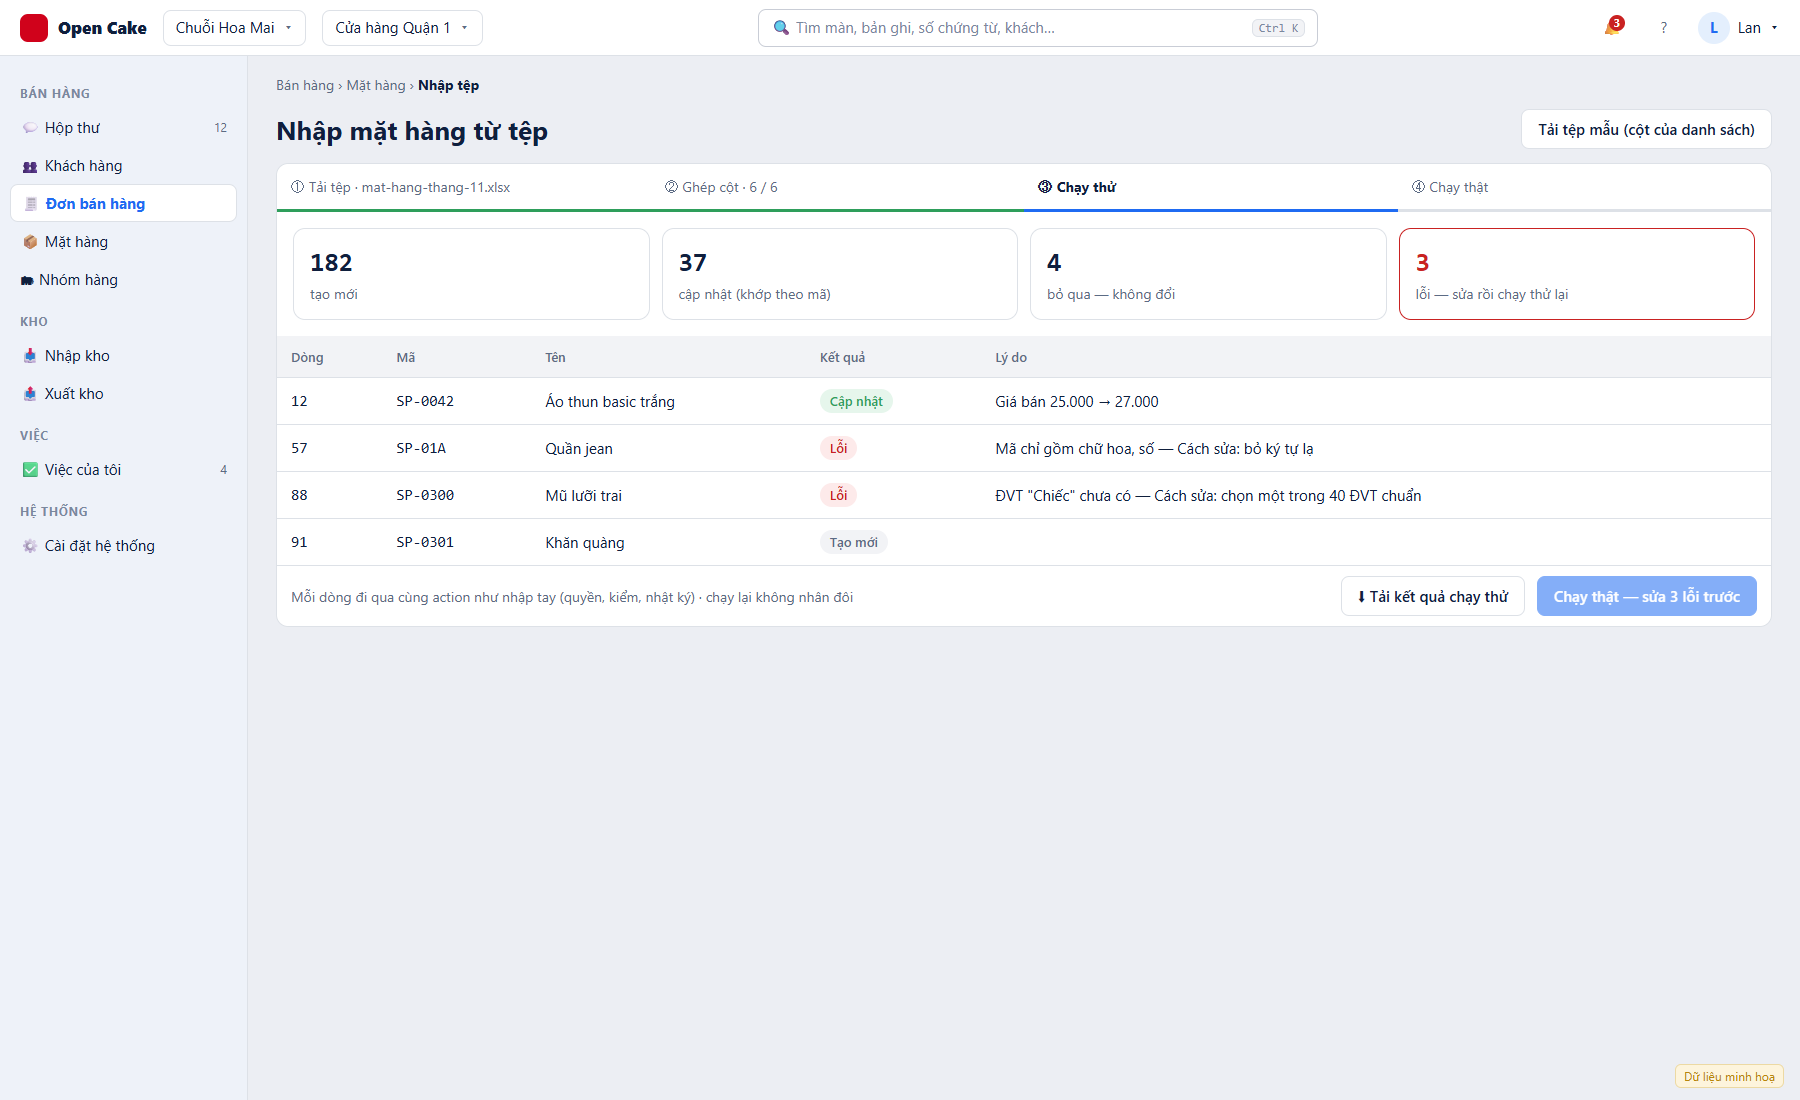 Open Cake
Chuỗi Hoa Mai
Cửa hàng Quận 1
Tìm màn, bản ghi, số chứng từ, khách...
Ctrl K
3
?
L
Lan
BÁN HÀNG
Hộp thư 12
Khách hàng
Đơn bán hàng
Mặt hàng
Nhóm hàng
KHO
Nhập kho
Xuất kho
VIỆC
Việc của tôi 4
HỆ THỐNG
Cài đặt hệ thống
Bán hàng › Mặt hàng › Nhập tệp
Nhập mặt hàng từ tệp
Tải tệp mẫu (cột của danh sách)
① Tải tệp · mat-hang-thang-11.xlsx
② Ghép cột · 6 / 6
③ Chạy thử
④ Chạy thật
182
tạo mới
37
cập nhật (khớp theo mã)
4
bỏ qua — không đổi
3
lỗi — sửa rồi chạy thử lại
Dòng Mã Tên Kết quả Lý do
12 SP-0042 Áo thun basic trắng Cập nhật Giá bán 25.000 → 27.000
57 SP-01A Quần jean Lỗi Mã chỉ gồm chữ hoa, số — Cách sửa: bỏ ký tự lạ
88 SP-0300 Mũ lưỡi trai Lỗi ĐVT "Chiếc" chưa có — Cách sửa: chọn một trong 40 ĐVT chuẩn
91 SP-0301 Khăn quàng Tạo mới
Mỗi dòng đi qua cùng action như nhập tay (quyền, kiểm, nhật ký) · chạy lại không nhân đôi
⬇ Tải kết quả chạy thử
Chạy thật — sửa 3 lỗi trước
Dữ liệu minh hoạ